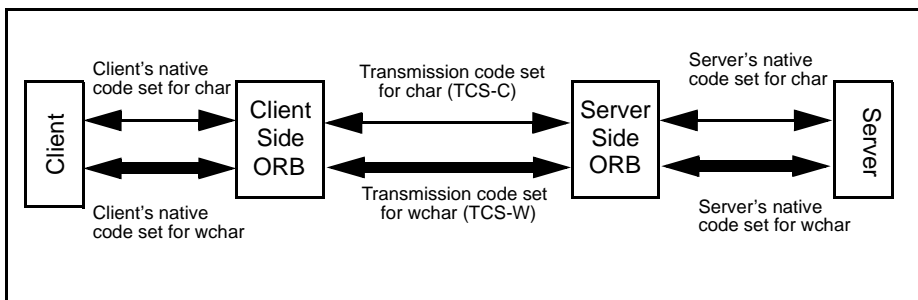 Client
Client's native
code set for char
Client's native
code set for wchar
Client
Side
ORB
Transmission code set
for char (TCS-C)
Transmission code set
for wchar (TCS-W)
Server
Side
ORB
Server's native
code set for char
Server's native
code set for wchar
Server